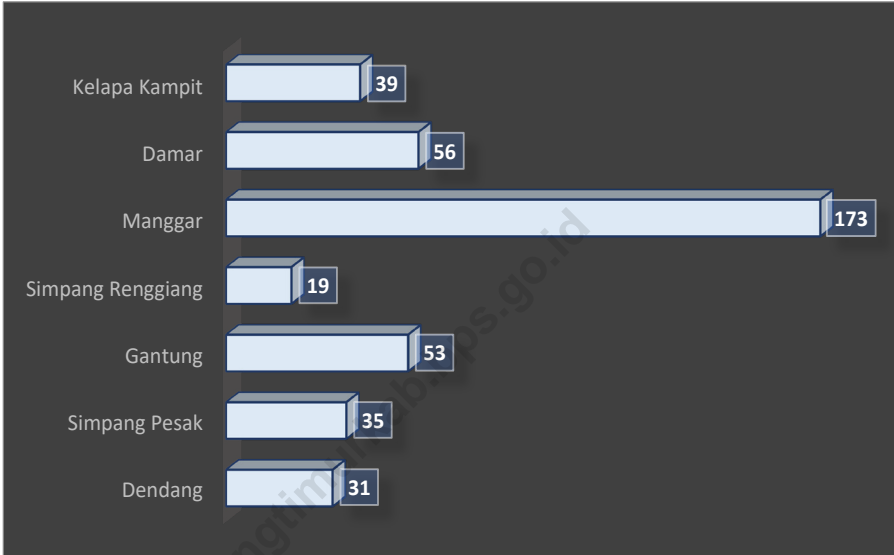 Kelapa Kampit 39
Damar 56
Manggar 173
Simpang Renggiang 19
Gantung 53
Simpang Pesak 35
Dendang 31